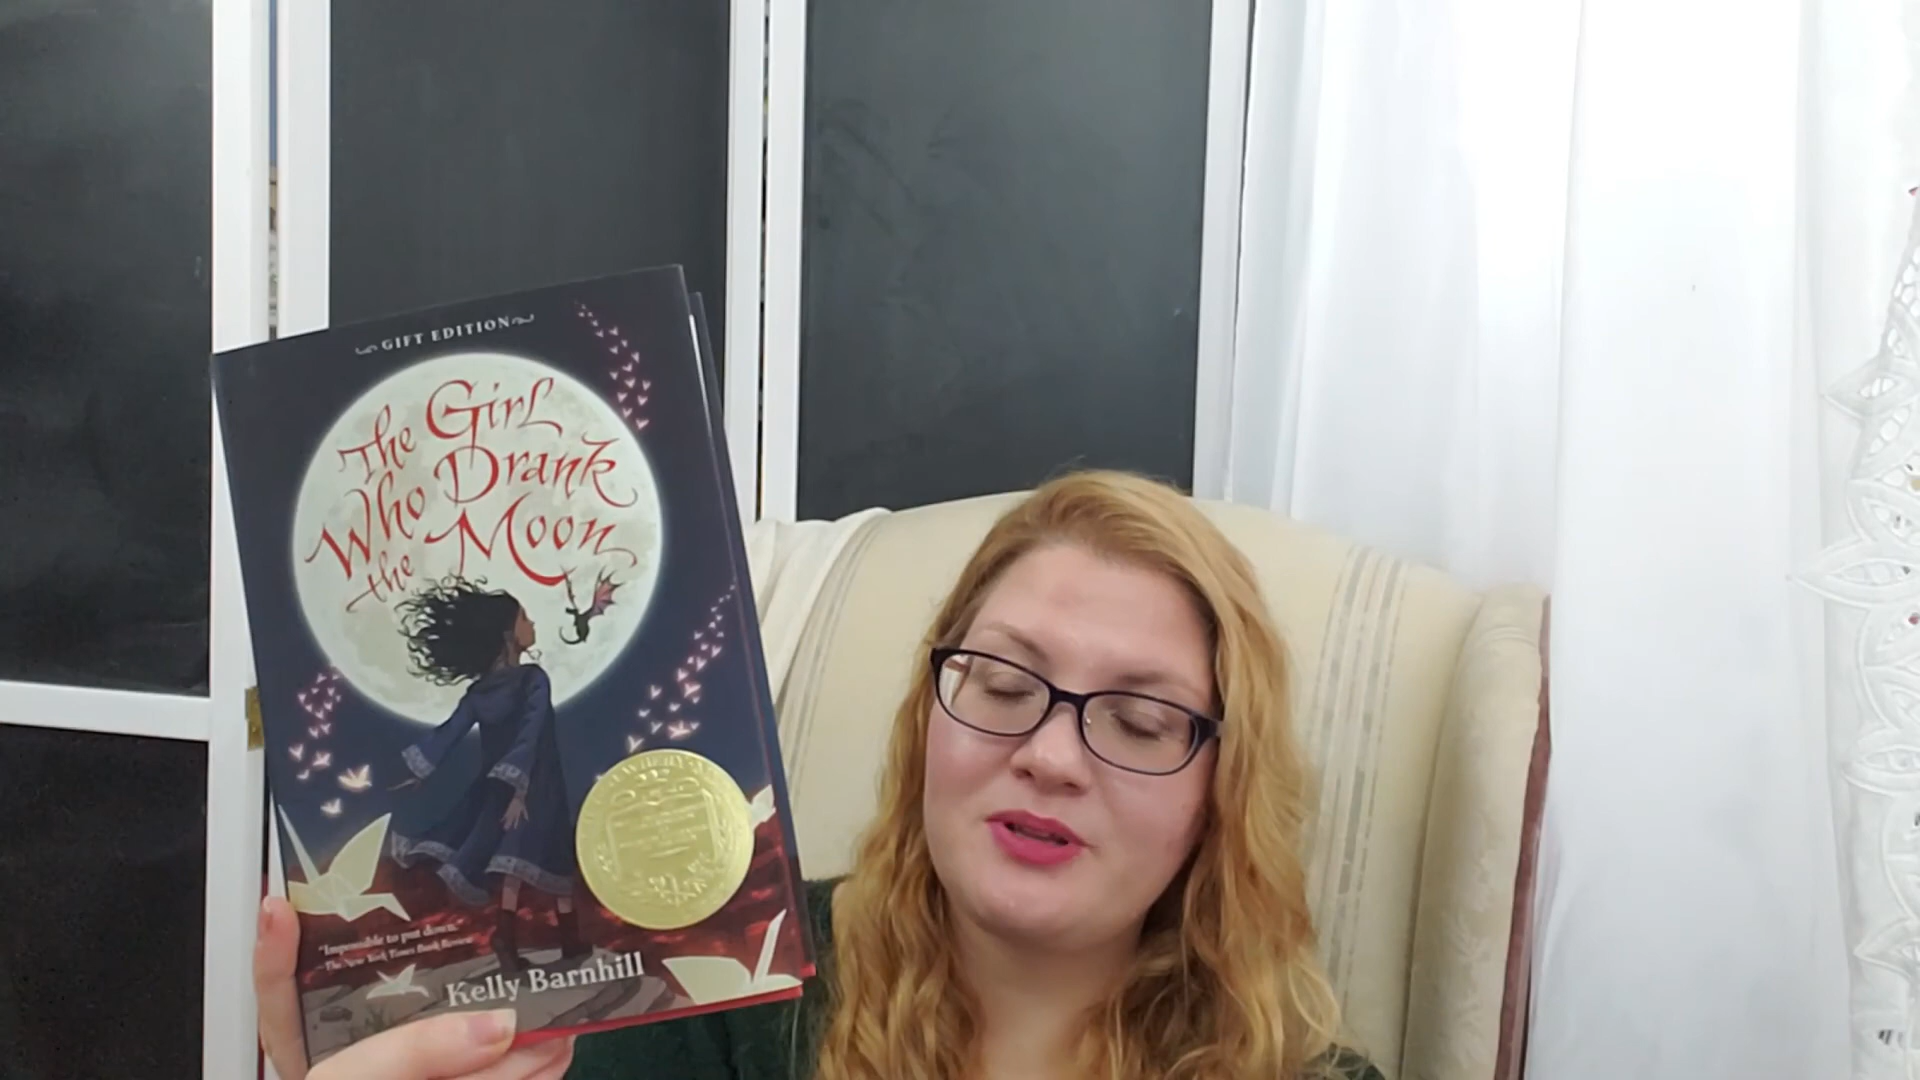 GIFT EDITION
The Girl
Who Drank
the Moon
"Impossible to put down."
—The New York Times Book Review
Kelly Barnhill